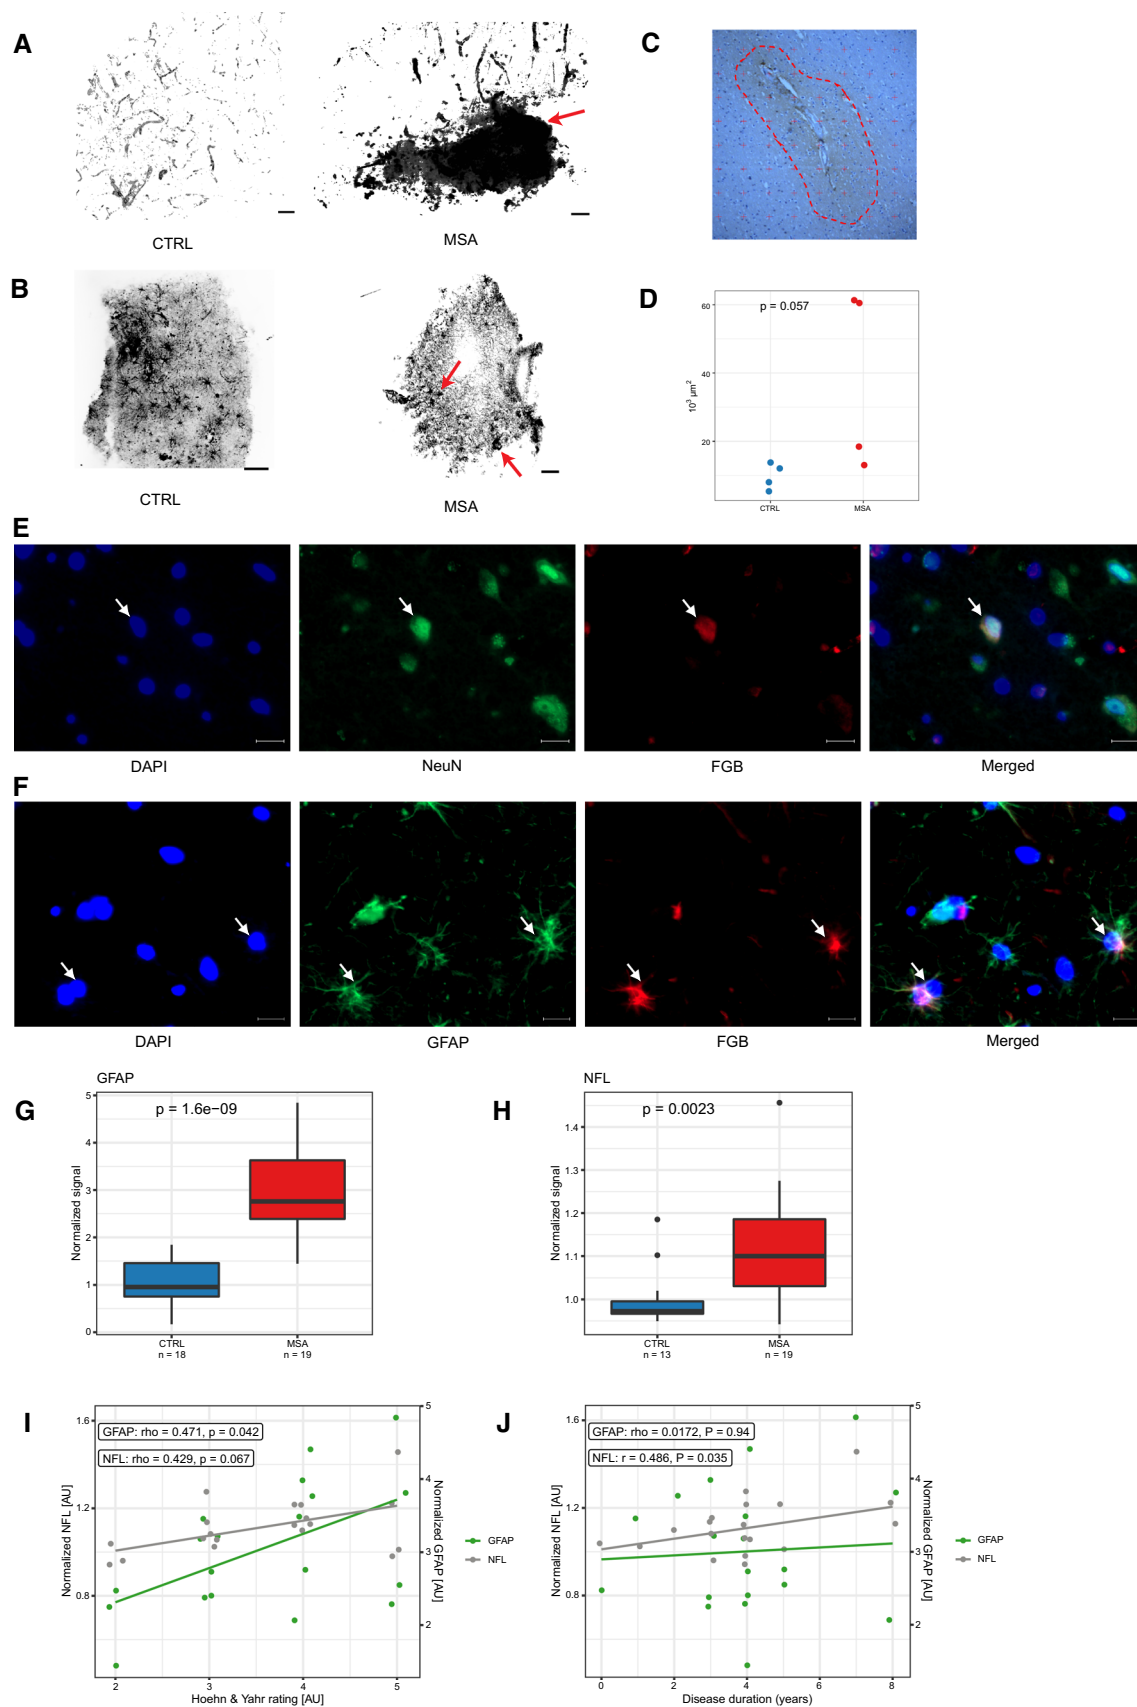 A
CTRL
MSA
C
B
CTRL
MSA
D
p = 0.057
10³ µm²
60
40
20
CTRL
MSA
E
DAPI
NeuN
FGB
Merged
F
DAPI
GFAP
FGB
Merged
G
GFAP
p = 1.6e−09
Normalized signal
5
4
3
2
1
0
CTRL
n = 18
MSA
n = 19
H
NFL
p = 0.0023
Normalized signal
1.4
1.3
1.2
1.1
1.0
CTRL
n = 13
MSA
n = 19
I
GFAP: rho = 0.471, p = 0.042
NFL: rho = 0.429, p = 0.067
Normalized NFL [AU]
1.6
1.2
0.8
2
3
4
5
Hoehn & Yahr rating [AU]
5
4
3
2
Normalized GFAP [AU]
GFAP
NFL
J
GFAP: rho = 0.0172, P = 0.94
NFL: r = 0.486, P = 0.035
Normalized NFL [AU]
1.6
1.2
0.8
0
2
4
6
8
Disease duration (years)
5
4
3
2
Normalized GFAP [AU]
GFAP
NFL